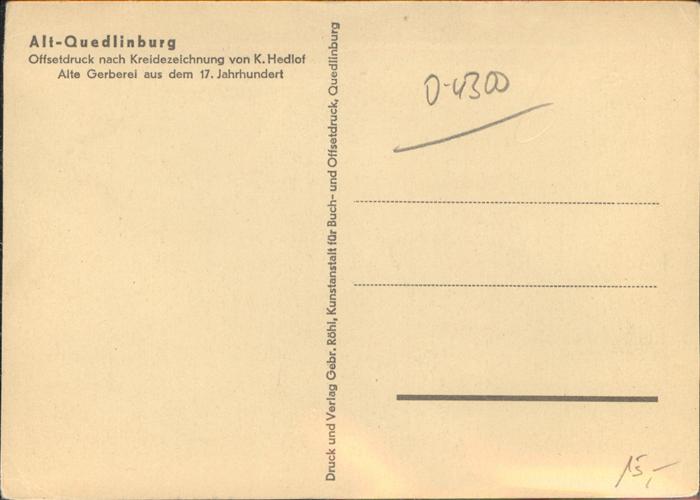 Alt-Quedlinburg
Offsetdruck nach Kreidezeichnung von K. Hedlof
Alte Gerberei aus dem 17. Jahrhundert
Druck und Verlag Gebr. Röhl, Kunstanstalt für Buch- und Offsetdruck, Quedlinburg
O-4300
15,-